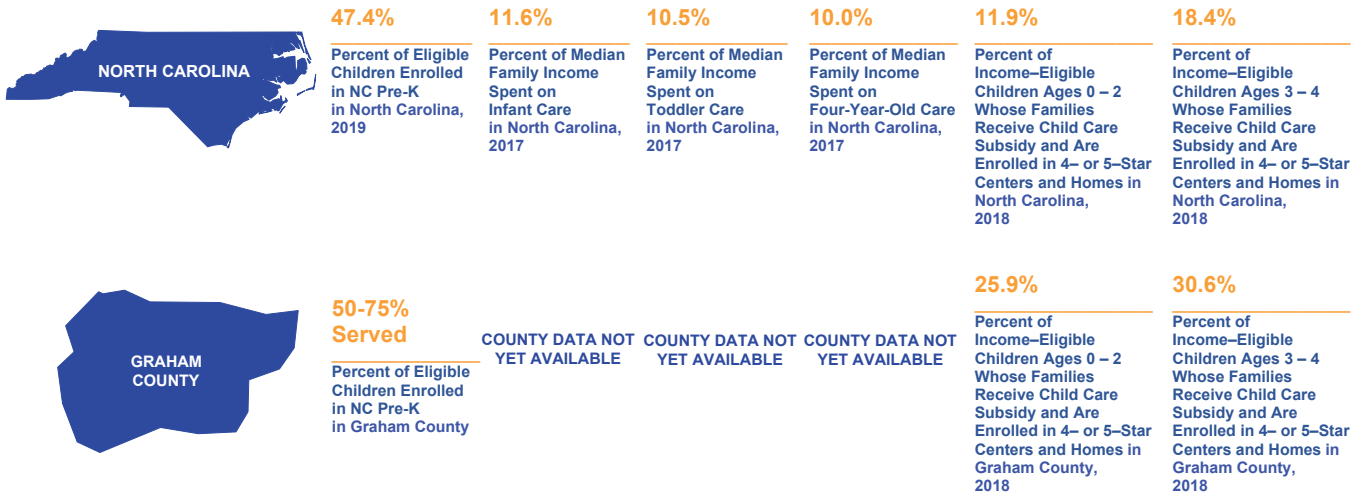 NORTH CAROLINA
47.4%
Percent of Eligible
Children Enrolled
in NC Pre-K
in North Carolina,
2019
11.6%
Percent of Median
Family Income
Spent on
Infant Care
in North Carolina,
2017
10.5%
Percent of Median
Family Income
Spent on
Toddler Care
in North Carolina,
2017
10.0%
Percent of Median
Family Income
Spent on
Four-Year-Old Care
in North Carolina,
2017
11.9%
Percent of
Income–Eligible
Children Ages 0 – 2
Whose Families
Receive Child Care
Subsidy and Are
Enrolled in 4– or 5–Star
Centers and Homes in
North Carolina,
2018
18.4%
Percent of
Income–Eligible
Children Ages 3 – 4
Whose Families
Receive Child Care
Subsidy and Are
Enrolled in 4– or 5–Star
Centers and Homes in
North Carolina,
2018
GRAHAM
COUNTY
50-75%
Served
Percent of Eligible
Children Enrolled
in NC Pre-K
in Graham County
COUNTY DATA NOT
YET AVAILABLE
COUNTY DATA NOT
YET AVAILABLE
COUNTY DATA NOT
YET AVAILABLE
25.9%
Percent of
Income–Eligible
Children Ages 0 – 2
Whose Families
Receive Child Care
Subsidy and Are
Enrolled in 4– or 5–Star
Centers and Homes in
Graham County,
2018
30.6%
Percent of
Income–Eligible
Children Ages 3 – 4
Whose Families
Receive Child Care
Subsidy and Are
Enrolled in 4– or 5–Star
Centers and Homes in
Graham County,
2018